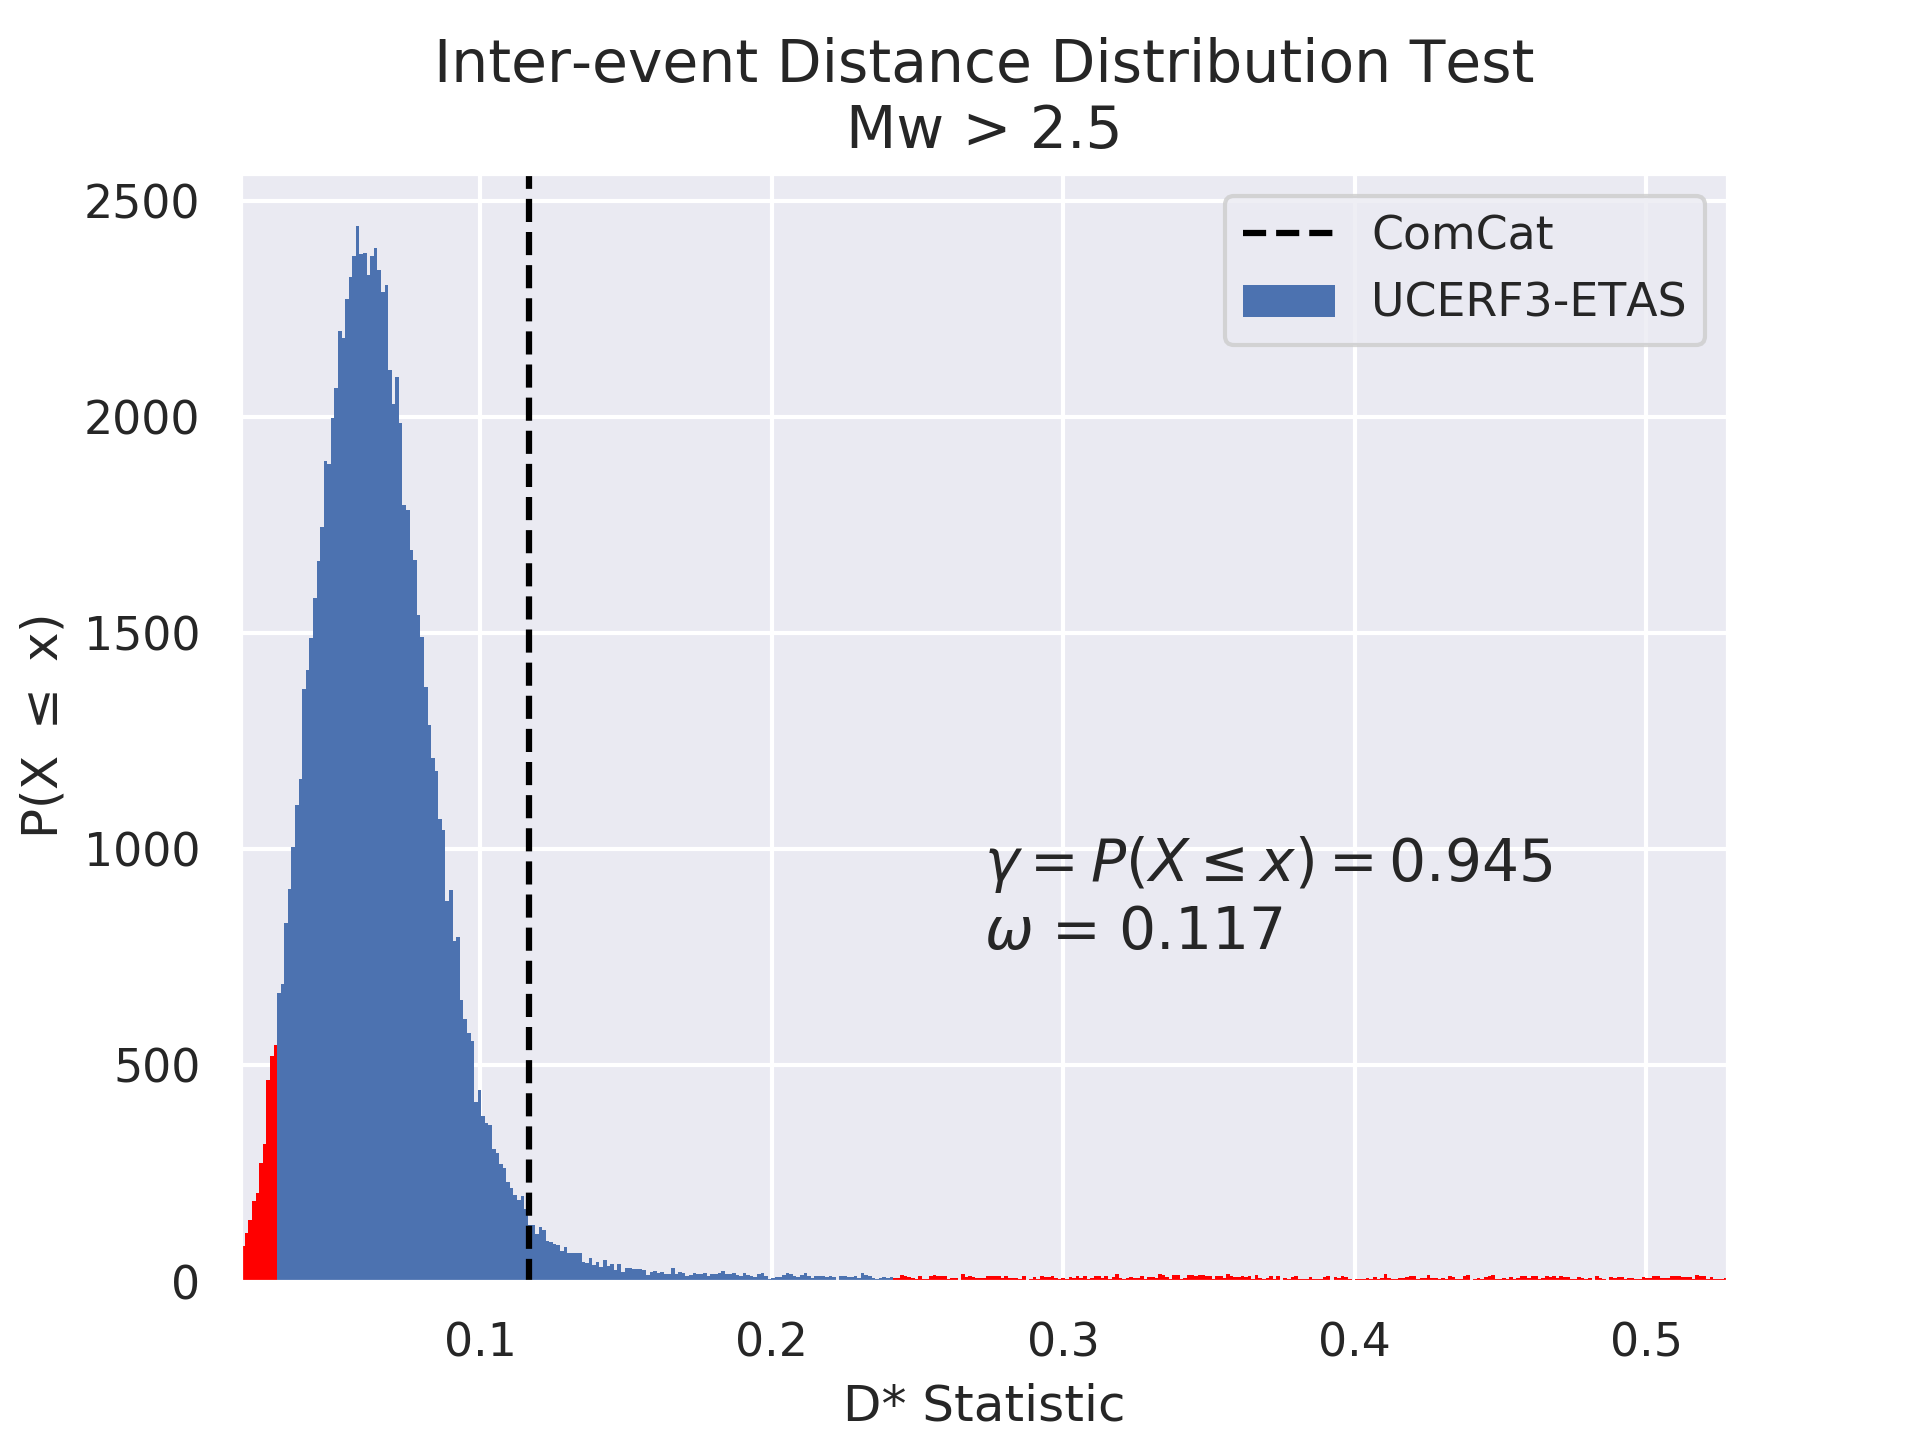 Inter-event Distance Distribution Test
Mw > 2.5
ComCat
UCERF3-ETAS
P(X ≤ x)
2500
2000
1500
1000
500
0
γ = P(X ≤ x) = 0.945
ω = 0.117
0.1 0.2 0.3 0.4 0.5
D* Statistic